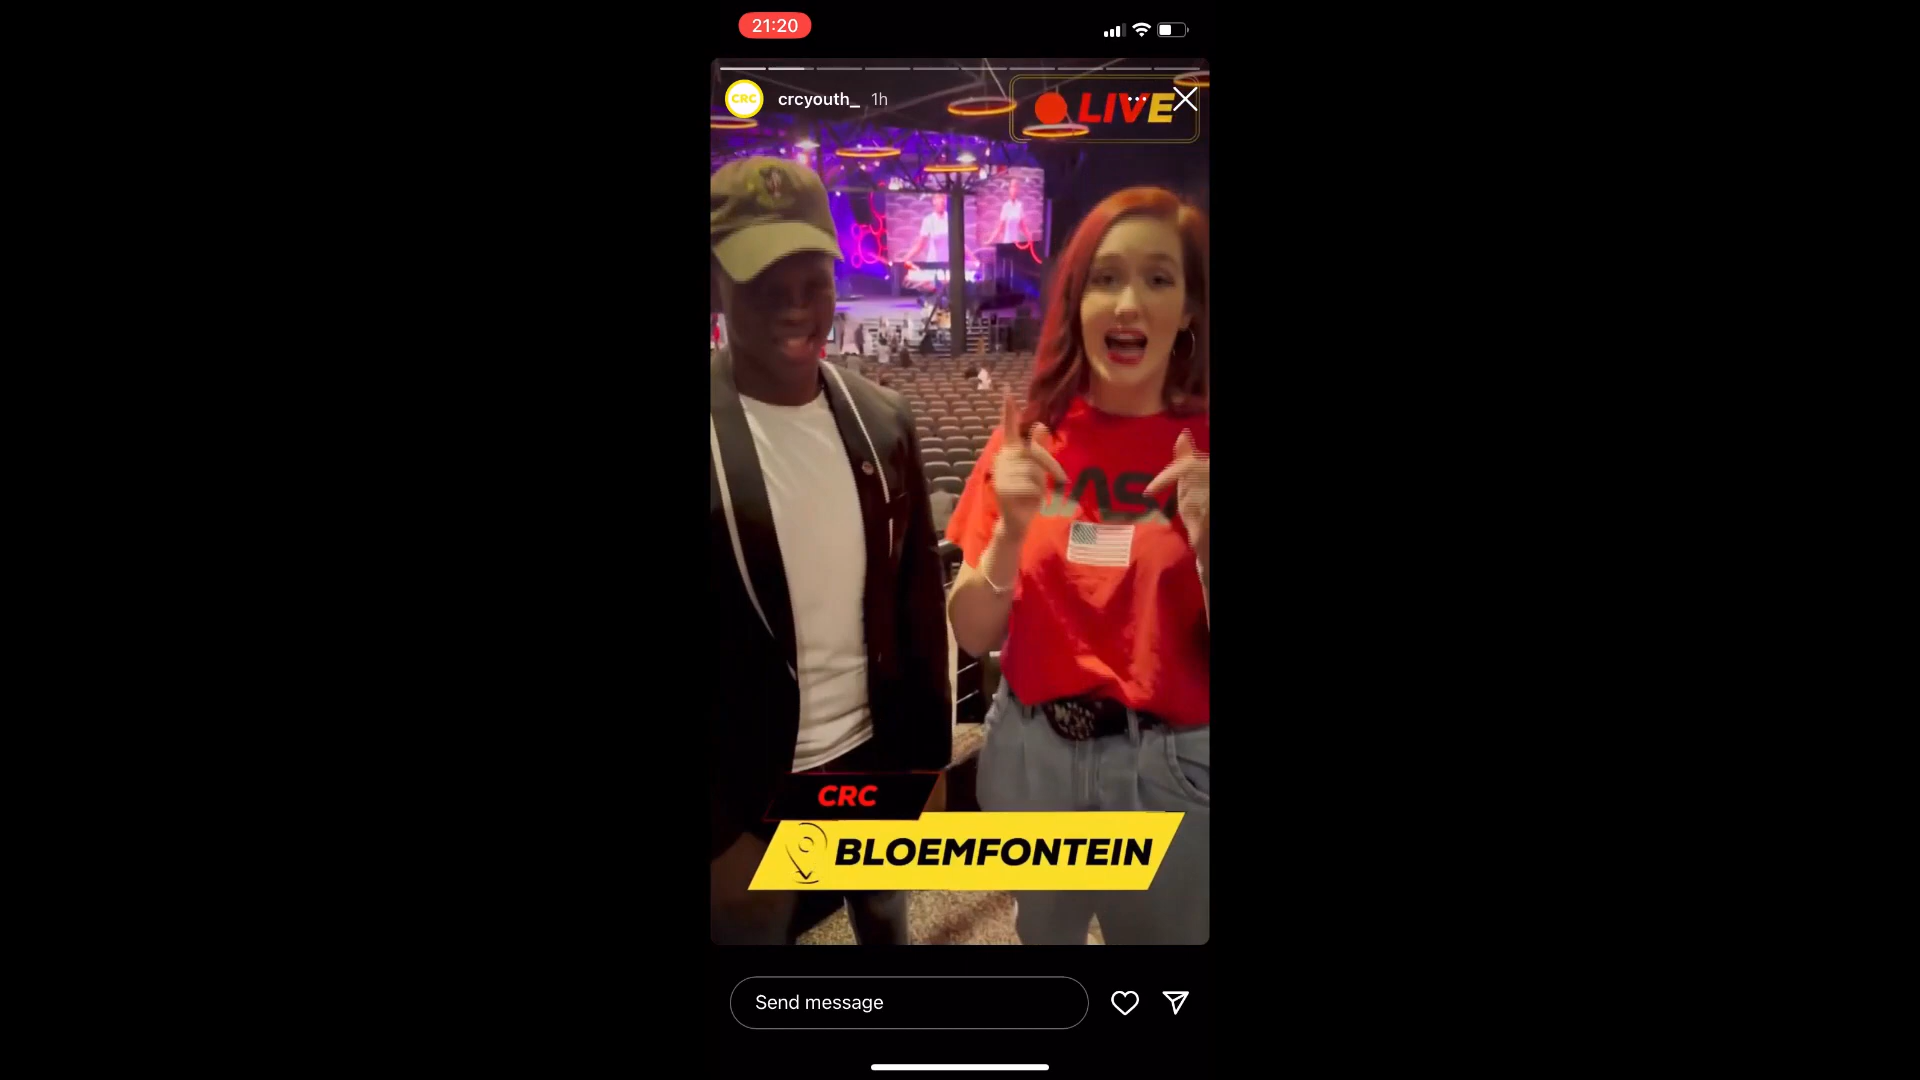 21:20
CRC
crcyouth_ 1h
LIVE
CRC
BLOEMFONTEIN
Send message